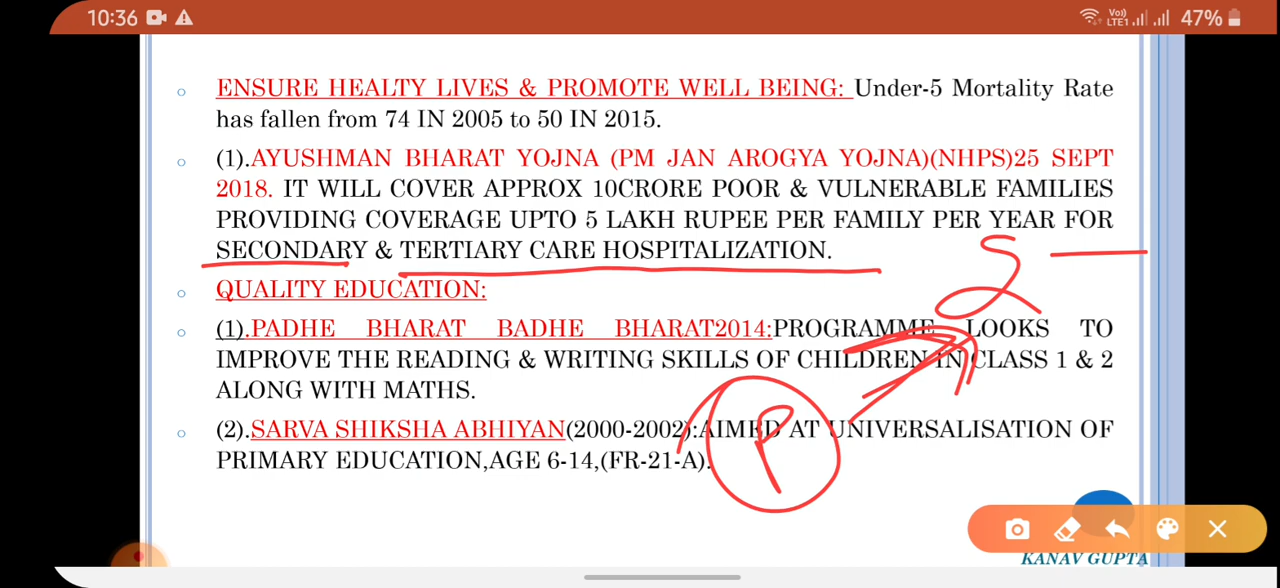 10:36 Vo) LTE1 47%
ENSURE HEALTY LIVES & PROMOTE WELL BEING: Under-5 Mortality Rate
has fallen from 74 IN 2005 to 50 IN 2015.
(1).AYUSHMAN BHARAT YOJNA (PM JAN AROGYA YOJNA)(NHPS)25 SEPT
2018. IT WILL COVER APPROX 10CRORE POOR & VULNERABLE FAMILIES
PROVIDING COVERAGE UPTO 5 LAKH RUPEE PER FAMILY PER YEAR FOR
SECONDARY & TERTIARY CARE HOSPITALIZATION.
S
QUALITY EDUCATION:
(1).PADHE BHARAT BADHE BHARAT2014:PROGRAMME LOOKS TO
IMPROVE THE READING & WRITING SKILLS OF CHILDREN IN CLASS 1 & 2
ALONG WITH MATHS.
P
(2).SARVA SHIKSHA ABHIYAN(2000-2002):AIMED AT UNIVERSALISATION OF
PRIMARY EDUCATION,AGE 6-14,(FR-21-A).
KANAV GUPTA